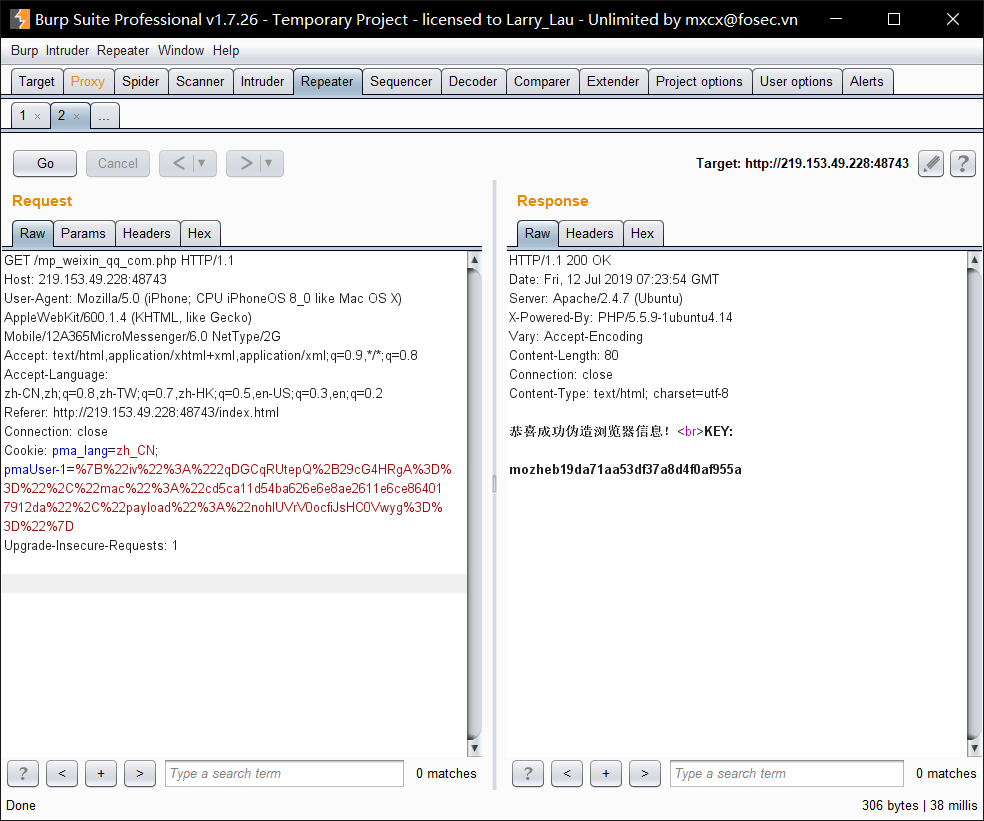 Burp Suite Professional v1.7.26 - Temporary Project - licensed to Larry_Lau - Unlimited by mxcx@fosec.vn
Burp Intruder Repeater Window Help
Target Proxy Spider Scanner Intruder Repeater Sequencer Decoder Comparer Extender Project options User options Alerts
1 × 2 × ...
Go Cancel < ▼ > ▼ Target: http://219.153.49.228:48743 ?
Request
Raw Params Headers Hex
GET /mp_weixin_qq_com.php HTTP/1.1
Host: 219.153.49.228:48743
User-Agent: Mozilla/5.0 (iPhone; CPU iPhoneOS 8_0 like Mac OS X)
AppleWebKit/600.1.4 (KHTML, like Gecko)
Mobile/12A365MicroMessenger/6.0 NetType/2G
Accept: text/html,application/xhtml+xml,application/xml;q=0.9,*/*;q=0.8
Accept-Language:
zh-CN,zh;q=0.8,zh-TW;q=0.7,zh-HK;q=0.5,en-US;q=0.3,en;q=0.2
Referer: http://219.153.49.228:48743/index.html
Connection: close
Cookie: pma_lang=zh_CN;
pmaUser-1=%7B%22iv%22%3A%222qDGCqRUtepQ%2B29cG4HRgA%3D%
3D%22%2C%22mac%22%3A%22cd5ca11d54ba626e6e8ae2611e6ce86401
7912da%22%2C%22payload%22%3A%22nohlUVrV0ocfiJsHC0Vwyg%3D%
3D%22%7D
Upgrade-Insecure-Requests: 1
? < + > Type a search term 0 matches
Response
Raw Headers Hex
HTTP/1.1 200 OK
Date: Fri, 12 Jul 2019 07:23:54 GMT
Server: Apache/2.4.7 (Ubuntu)
X-Powered-By: PHP/5.5.9-1ubuntu4.14
Vary: Accept-Encoding
Content-Length: 80
Connection: close
Content-Type: text/html; charset=utf-8
恭喜成功伪造浏览器信息！<br>KEY:
mozheb19da71aa53df37a8d4f0af955a
? < + > Type a search term 0 matches
Done 306 bytes | 38 millis